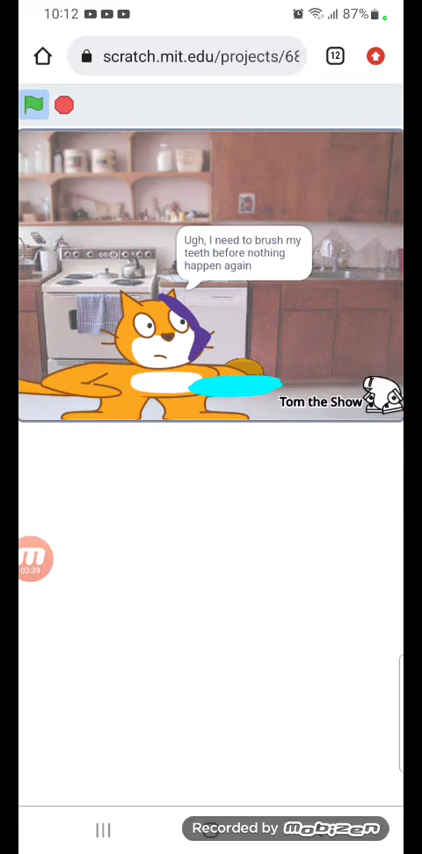 10:12
87%
scratch.mit.edu/projects/68
12
Ugh, I need to brush my
teeth before nothing
happen again
Tom the Show
m
03:39
Recorded by mobizen